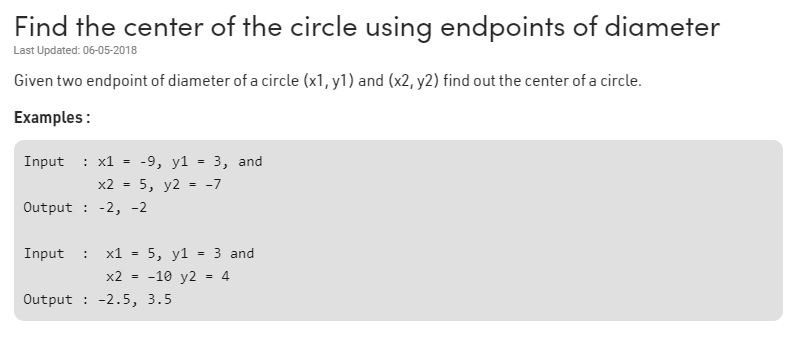 Find the center of the circle using endpoints of diameter
Last Updated: 06-05-2018
Given two endpoint of diameter of a circle (x1, y1) and (x2, y2) find out the center of a circle.
Examples :
Input  : x1 = -9, y1 = 3, and
         x2 = 5, y2 = -7
Output : -2, -2
Input  :  x1 = 5, y1 = 3 and
          x2 = -10 y2 = 4
Output : -2.5, 3.5